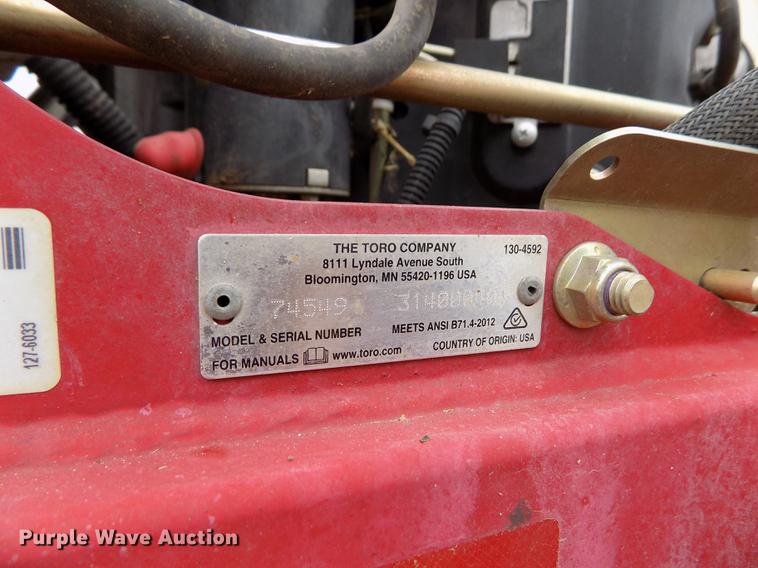 THE TORO COMPANY 130-4592
8111 Lyndale Avenue South
Bloomington, MN 55420-1196 USA
74549
MODEL & SERIAL NUMBER MEETS ANSI B71.4-2012
FOR MANUALS www.toro.com COUNTRY OF ORIGIN: USA
127-6033
Purple Wave Auction